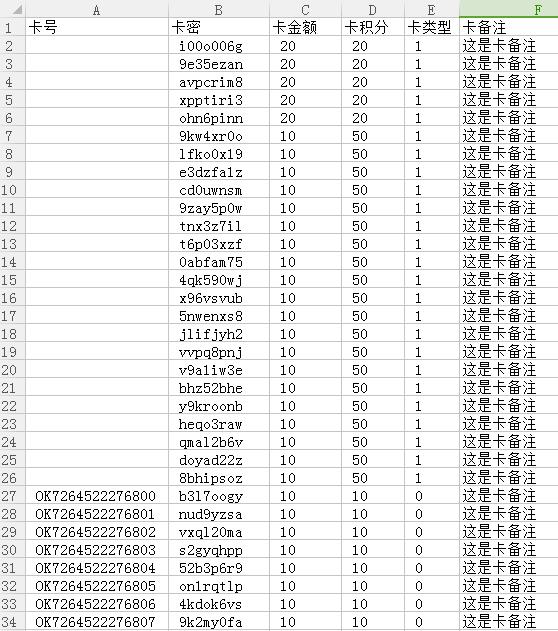 A B C D E F
1 卡号 卡密 卡金额 卡积分 卡类型 卡备注
2 i00o006g 20 20 1 这是卡备注
3 9e35ezan 20 20 1 这是卡备注
4 avpcrim8 20 20 1 这是卡备注
5 xpptiri3 20 20 1 这是卡备注
6 ohn6pinn 20 20 1 这是卡备注
7 9kw4xr0o 10 50 1 这是卡备注
8 lfko0x19 10 50 1 这是卡备注
9 e3dzfa1z 10 50 1 这是卡备注
10 cd0uwnsm 10 50 1 这是卡备注
11 9zay5p0w 10 50 1 这是卡备注
12 tnx3z7il 10 50 1 这是卡备注
13 t6p03xzf 10 50 1 这是卡备注
14 0abfam75 10 50 1 这是卡备注
15 4qk590wj 10 50 1 这是卡备注
16 x96vsvub 10 50 1 这是卡备注
17 5nwenxs8 10 50 1 这是卡备注
18 jlifjyh2 10 50 1 这是卡备注
19 vvpq8pnj 10 50 1 这是卡备注
20 v9aliw3e 10 50 1 这是卡备注
21 bhz52bhe 10 50 1 这是卡备注
22 y9kroonb 10 50 1 这是卡备注
23 heqo3raw 10 50 1 这是卡备注
24 qmal2b6v 10 50 1 这是卡备注
25 doyad22z 10 50 1 这是卡备注
26 8bhipsoz 10 50 1 这是卡备注
27 OK7264522276800 b3l7oogy 10 10 0 这是卡备注
28 OK7264522276801 nud9yzsa 10 10 0 这是卡备注
29 OK7264522276802 vxql20ma 10 10 0 这是卡备注
30 OK7264522276803 s2gyqhpp 10 10 0 这是卡备注
31 OK7264522276804 52b3p6r9 10 10 0 这是卡备注
32 OK7264522276805 onlrqtlp 10 10 0 这是卡备注
33 OK7264522276806 4kdok6vs 10 10 0 这是卡备注
34 OK7264522276807 9k2my0fa 10 10 0 这是卡备注